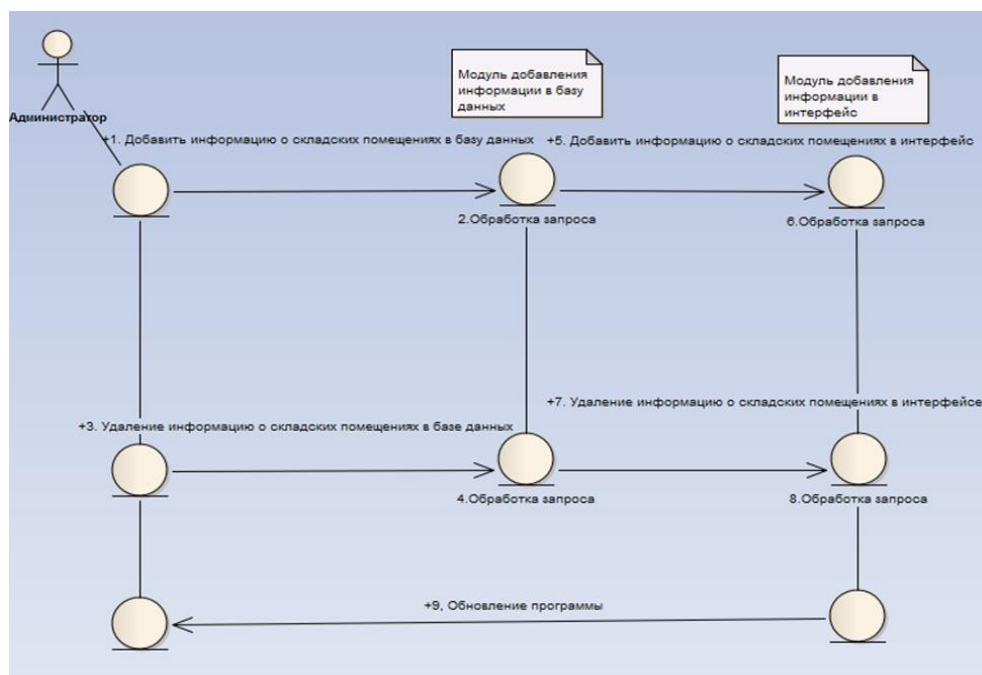 Модуль добавления
информации в базу
данных
Модуль добавления
информации в
интерфейс
Администратор
+1. Добавить информацию о складских помещениях в базу данных
+5. Добавить информацию о складских помещениях в интерфейс
2.Обработка запроса
6.Обработка запроса
+7. Удаление информацию о складских помещениях в интерфейсе
+3. Удаление информацию о складских помещениях в базе данных
4.Обработка запроса
8.Обработка запроса
+9, Обновление программы